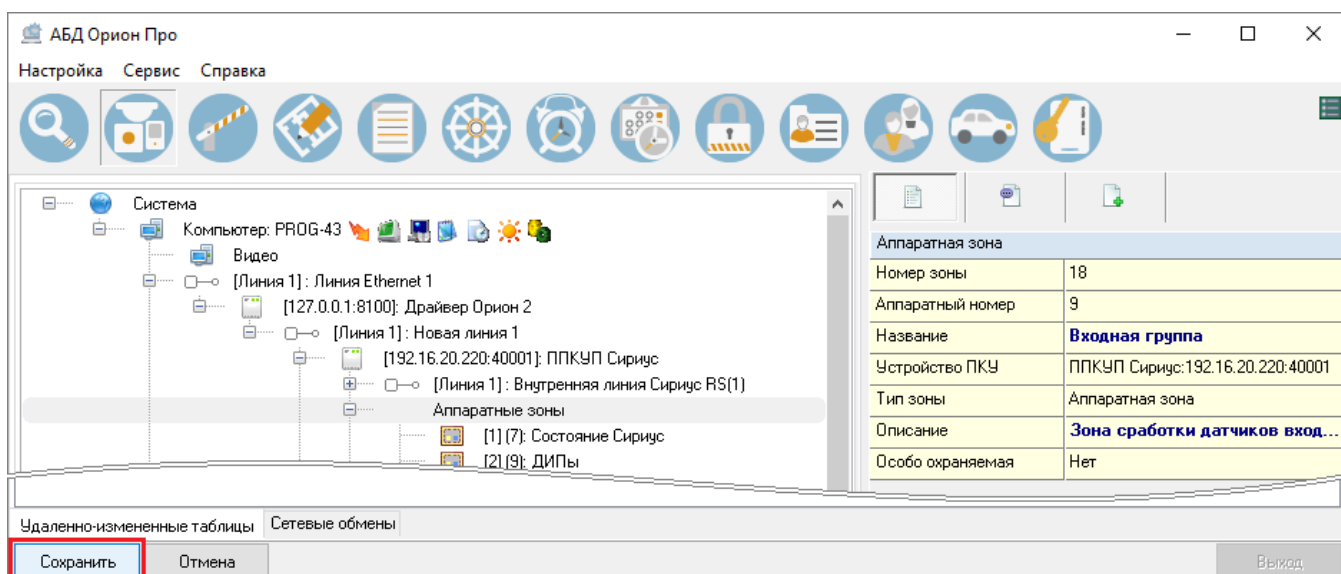 АБД Орион Про
Настройка Сервис Справка
Система
Компьютер: PROG-43
Видео
[Линия 1] : Линия Ethernet 1
[127.0.0.1:8100]: Драйвер Орион 2
[Линия 1] : Новая линия 1
[192.16.20.220:40001]: ППКУП Сириус
[Линия 1] : Внутренняя линия Сириус RS(1)
Аппаратные зоны
[1] (7): Состояние Сириус
[2] (9): ДИПы
Аппаратная зона
Номер зоны 18
Аппаратный номер 9
Название Входная группа
Устройство ПКУ ППКУП Сириус:192.16.20.220:40001
Тип зоны Аппаратная зона
Описание Зона сработки датчиков вход...
Особо охраняемая Нет
Удаленно-измененные таблицы Сетевые обмены
Сохранить Отмена Выход